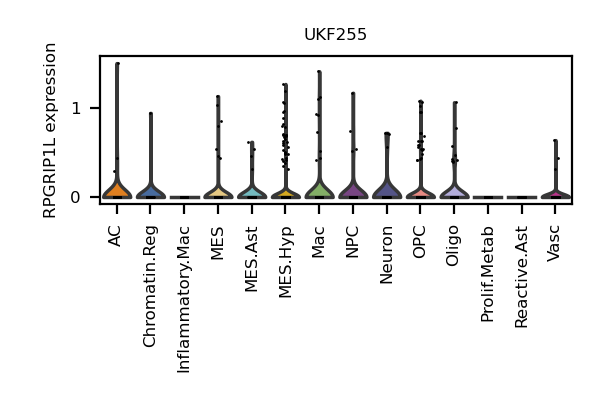 UKF255
RPGRIP1L expression
1
0
AC
Chromatin.Reg
Inflammatory.Mac
MES
MES.Ast
MES.Hyp
Mac
NPC
Neuron
OPC
Oligo
Prolif.Metab
Reactive.Ast
Vasc